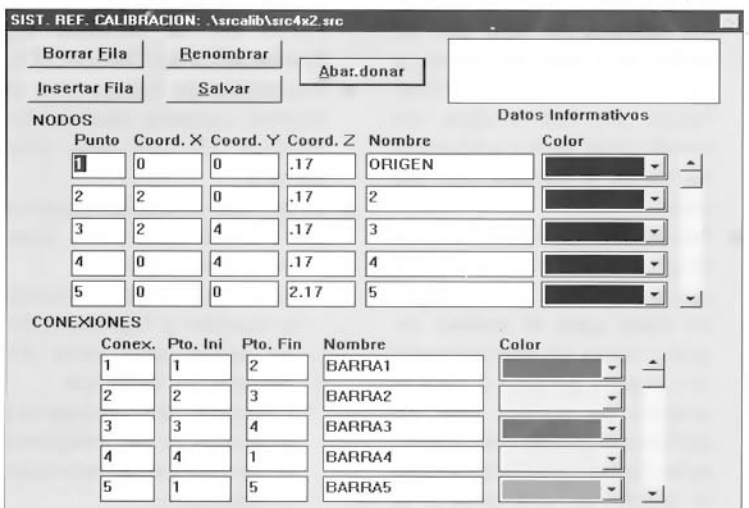 SIST. REF. CALIBRACION: .\srcalib\src4x2.src
Borrar Fila Renombrar
Abar.donar
Insertar Fila Salvar
Datos Informativos
NODOS
Punto Coord. X Coord. Y Coord. Z Nombre Color
1 0 0 .17 ORIGEN
2 2 0 .17 2
3 2 4 .17 3
4 0 4 .17 4
5 0 0 2.17 5
CONEXIONES
Conex. Pto. Ini Pto. Fin Nombre Color
1 1 2 BARRA1
2 2 3 BARRA2
3 3 4 BARRA3
4 4 1 BARRA4
5 1 5 BARRA5